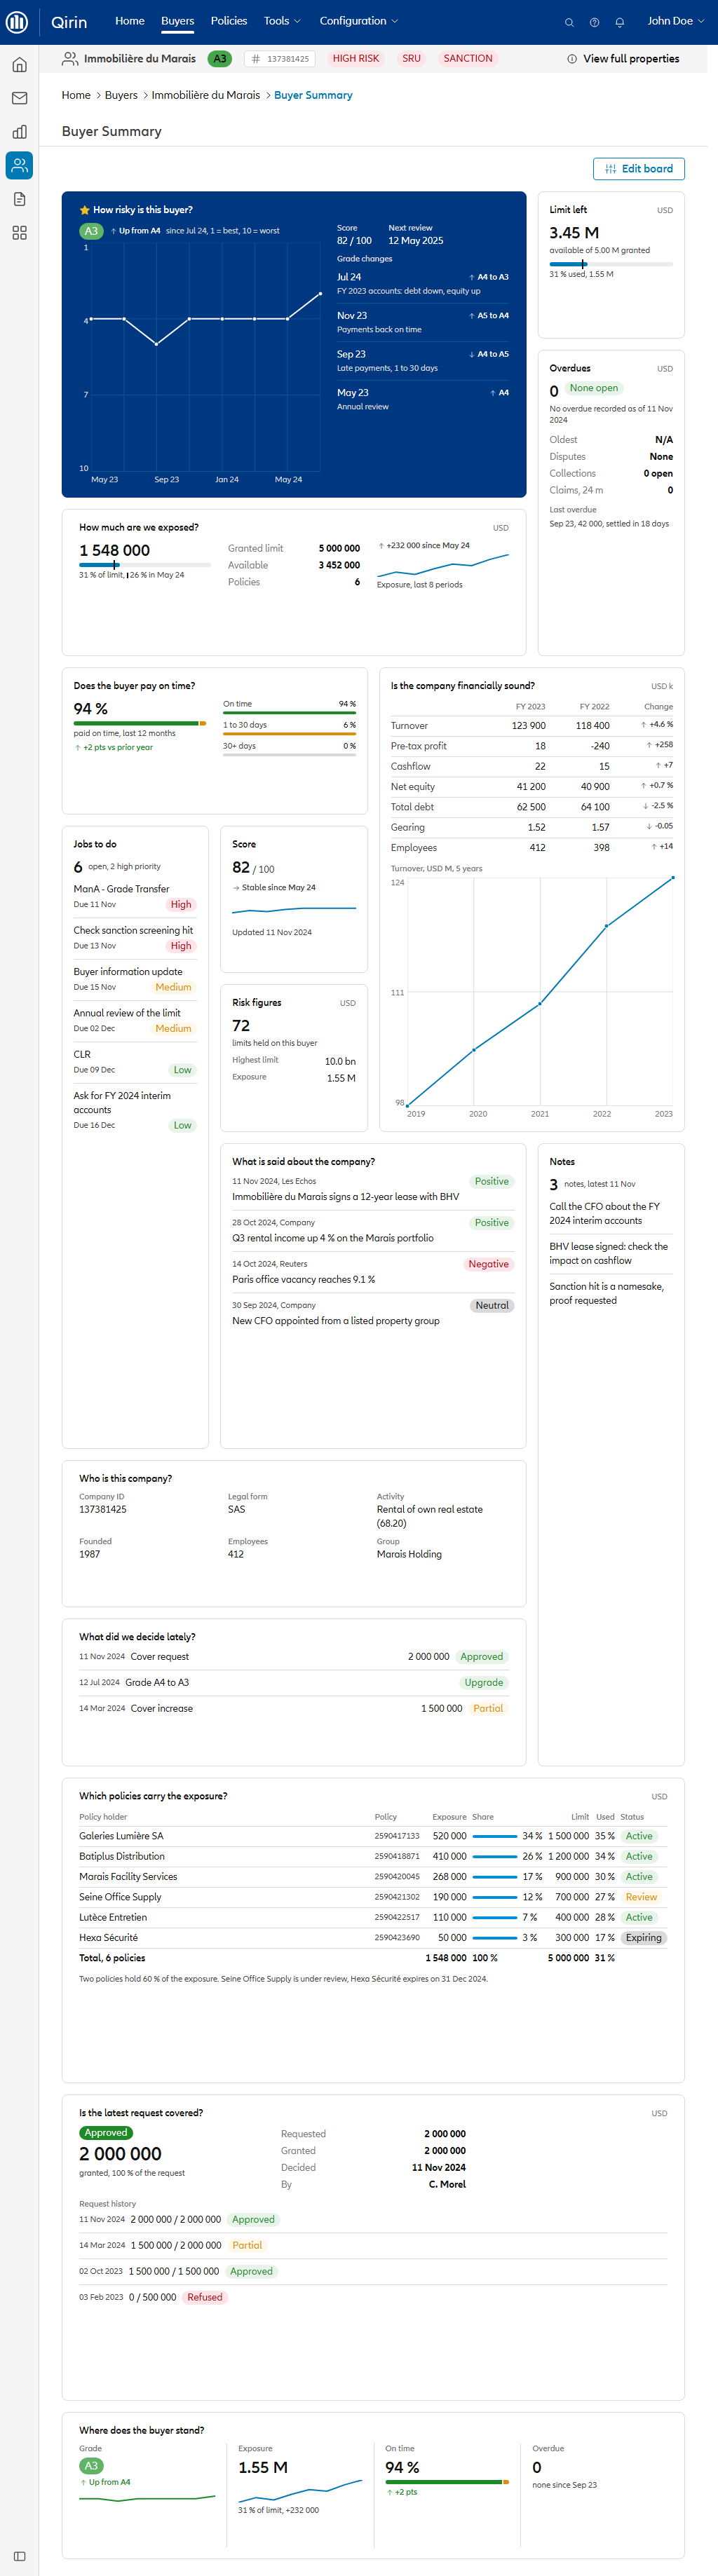 Qirin
Home Buyers Policies Tools Configuration John Doe
Immobilière du Marais A3 # 137381425 HIGH RISK SRU SANCTION View full properties
Home > Buyers > Immobilière du Marais > Buyer Summary
Buyer Summary
Edit board
How risky is this buyer?
A3 ↑ Up from A4 since Jul 24, 1 = best, 10 = worst
1
4
7
10
May 23 Sep 23 Jan 24 May 24
Score Next review
82 / 100 12 May 2025
Grade changes
Jul 24 ↑ A4 to A3
FY 2023 accounts: debt down, equity up
Nov 23 ↑ A5 to A4
Payments back on time
Sep 23 ↓ A4 to A5
Late payments, 1 to 30 days
May 23 ↑ A4
Annual review
Limit left USD
3.45 M
available of 5.00 M granted
31 % used, 1.55 M
Overdues USD
0 None open
No overdue recorded as of 11 Nov
2024
Oldest N/A
Disputes None
Collections 0 open
Claims, 24 m 0
Last overdue
Sep 23, 42 000, settled in 18 days
How much are we exposed? USD
1 548 000
31 % of limit, 26 % in May 24
Granted limit 5 000 000
Available 3 452 000
Policies 6
↑ +232 000 since May 24
Exposure, last 8 periods
Does the buyer pay on time?
94 %
paid on time, last 12 months
↑ +2 pts vs prior year
On time 94 %
1 to 30 days 6 %
30+ days 0 %
Is the company financially sound? USD k
FY 2023 FY 2022 Change
Turnover 123 900 118 400 ↑ +4.6 %
Pre-tax profit 18 -240 ↑ +258
Cashflow 22 15 ↑ +7
Net equity 41 200 40 900 ↑ +0.7 %
Total debt 62 500 64 100 ↓ -2.5 %
Gearing 1.52 1.57 ↓ -0.05
Employees 412 398 ↑ +14
Turnover, USD M, 5 years
124
111
98
2019 2020 2021 2022 2023
Jobs to do
6 open, 2 high priority
ManA - Grade Transfer
Due 11 Nov High
Check sanction screening hit
Due 13 Nov High
Buyer information update
Due 15 Nov Medium
Annual review of the limit
Due 02 Dec Medium
CLR
Due 09 Dec Low
Ask for FY 2024 interim
accounts
Due 16 Dec Low
Score
82 / 100
→ Stable since May 24
Updated 11 Nov 2024
Risk figures USD
72
limits held on this buyer
Highest limit 10.0 bn
Exposure 1.55 M
What is said about the company?
11 Nov 2024, Les Echos Positive
Immobilière du Marais signs a 12-year lease with BHV
28 Oct 2024, Company Positive
Q3 rental income up 4 % on the Marais portfolio
14 Oct 2024, Reuters Negative
Paris office vacancy reaches 9.1 %
30 Sep 2024, Company Neutral
New CFO appointed from a listed property group
Notes
3 notes, latest 11 Nov
Call the CFO about the FY
2024 interim accounts
BHV lease signed: check the
impact on cashflow
Sanction hit is a namesake,
proof requested
Who is this company?
Company ID Legal form Activity
137381425 SAS Rental of own real estate
(68.20)
Founded Employees Group
1987 412 Marais Holding
What did we decide lately?
11 Nov 2024 Cover request 2 000 000 Approved
12 Jul 2024 Grade A4 to A3 Upgrade
14 Mar 2024 Cover increase 1 500 000 Partial
Which policies carry the exposure? USD
Policy holder Policy Exposure Share Limit Used Status
Galeries Lumière SA 2590417133 520 000 34 % 1 500 000 35 % Active
Batiplus Distribution 2590418871 410 000 26 % 1 200 000 34 % Active
Marais Facility Services 2590420045 268 000 17 % 900 000 30 % Active
Seine Office Supply 2590421302 190 000 12 % 700 000 27 % Review
Lutèce Entretien 2590422517 110 000 7 % 400 000 28 % Active
Hexa Sécurité 2590423690 50 000 3 % 300 000 17 % Expiring
Total, 6 policies 1 548 000 100 % 5 000 000 31 %
Two policies hold 60 % of the exposure. Seine Office Supply is under review, Hexa Sécurité expires on 31 Dec 2024.
Is the latest request covered? USD
Approved
2 000 000
granted, 100 % of the request
Requested 2 000 000
Granted 2 000 000
Decided 11 Nov 2024
By C. Morel
Request history
11 Nov 2024 2 000 000 / 2 000 000 Approved
14 Mar 2024 1 500 000 / 2 000 000 Partial
02 Oct 2023 1 500 000 / 1 500 000 Approved
03 Feb 2023 0 / 500 000 Refused
Where does the buyer stand?
Grade Exposure On time Overdue
A3 1.55 M 94 % 0
↑ Up from A4 31 % of limit, +232 000 ↑ +2 pts none since Sep 23